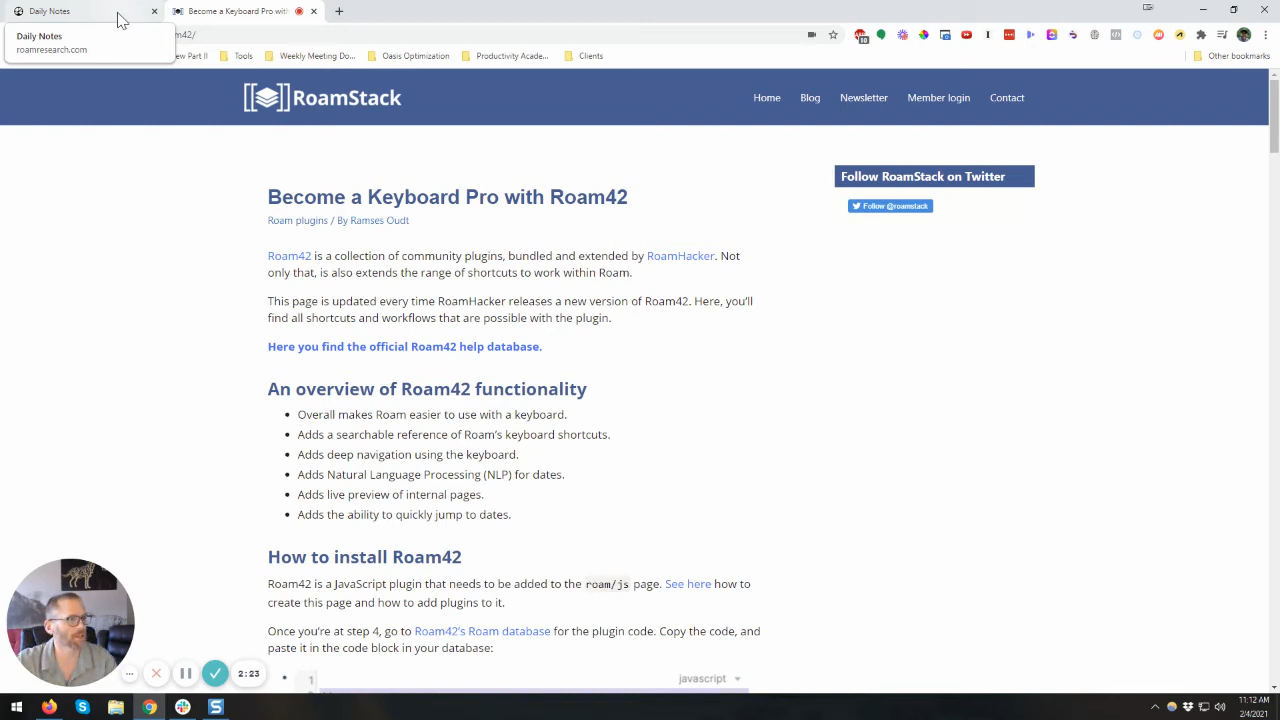 Daily Notes
Become a Keyboard Pro with
Daily Notes
roamresearch.com
m42/
10
ew Part II
Tools
Weekly Meeting Do...
Oasis Optimization
Productivity Acade...
Clients
Other bookmarks
[[ ]] RoamStack
Home
Blog
Newsletter
Member login
Contact
Become a Keyboard Pro with Roam42
Roam plugins / By Ramses Oudt
Follow RoamStack on Twitter
Follow @roamstack
Roam42 is a collection of community plugins, bundled and extended by RoamHacker. Not
only that, is also extends the range of shortcuts to work within Roam.
This page is updated every time RoamHacker releases a new version of Roam42. Here, you'll
find all shortcuts and workflows that are possible with the plugin.
Here you find the official Roam42 help database.
An overview of Roam42 functionality
• Overall makes Roam easier to use with a keyboard.
• Adds a searchable reference of Roam's keyboard shortcuts.
• Adds deep navigation using the keyboard.
• Adds Natural Language Processing (NLP) for dates.
• Adds live preview of internal pages.
• Adds the ability to quickly jump to dates.
How to install Roam42
Roam42 is a JavaScript plugin that needs to be added to the roam/js page. See here how to
create this page and how to add plugins to it.
Once you're at step 4, go to Roam42's Roam database for the plugin code. Copy the code, and
paste it in the code block in your database:
1
javascript
2:23
11:12 AM
2/4/2021